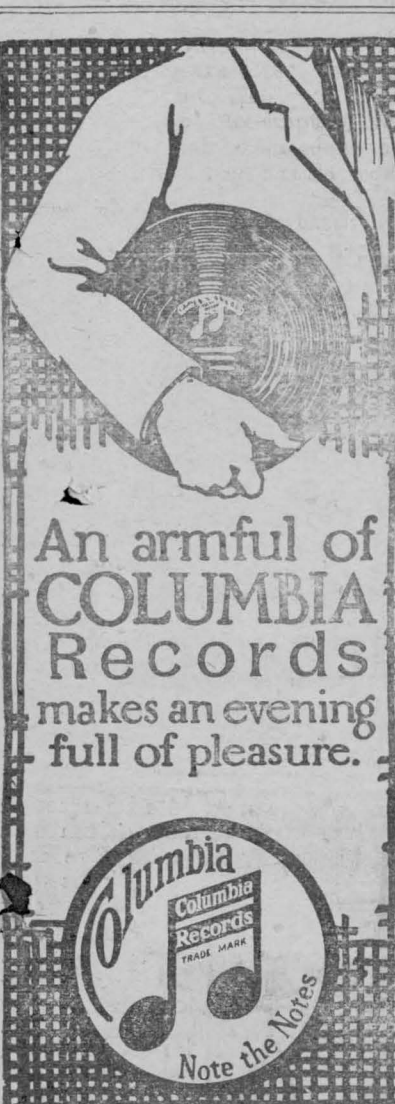 An armful of
COLUMBIA
Records
makes an evening
full of pleasure.
Columbia
Columbia
Records
TRADE MARK
Note the Notes